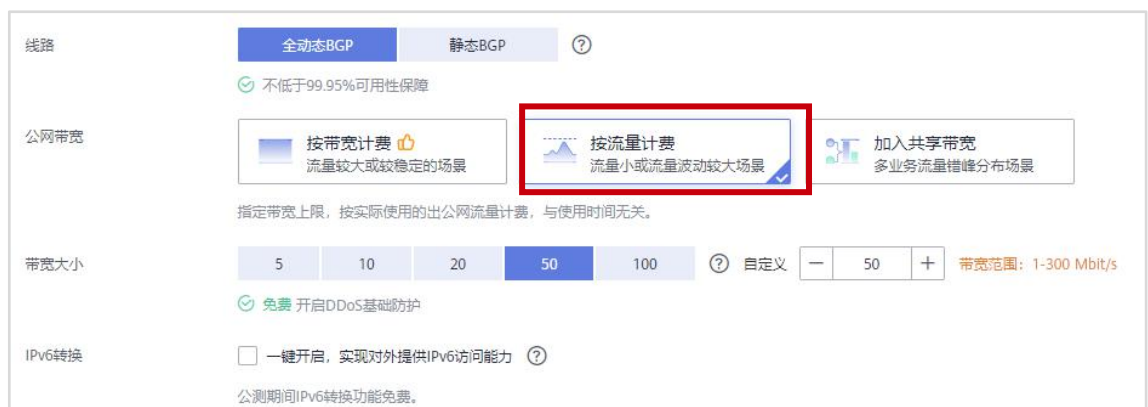 线路 全动态BGP 静态BGP ?
不低于99.95%可用性保障
公网带宽 按带宽计费 按流量计费 加入共享带宽
流量较大或较稳定的场景 流量小或流量波动较大场景 多业务流量错峰分布场景
指定带宽上限，按实际使用的出公网流量计费，与使用时间无关。
带宽大小 5 10 20 50 100 ? 自定义 － 50 ＋ 带宽范围：1-300 Mbit/s
免费 开启DDoS基础防护
IPv6转换 一键开启，实现对外提供IPv6访问能力 ?
公测期间IPv6转换功能免费。